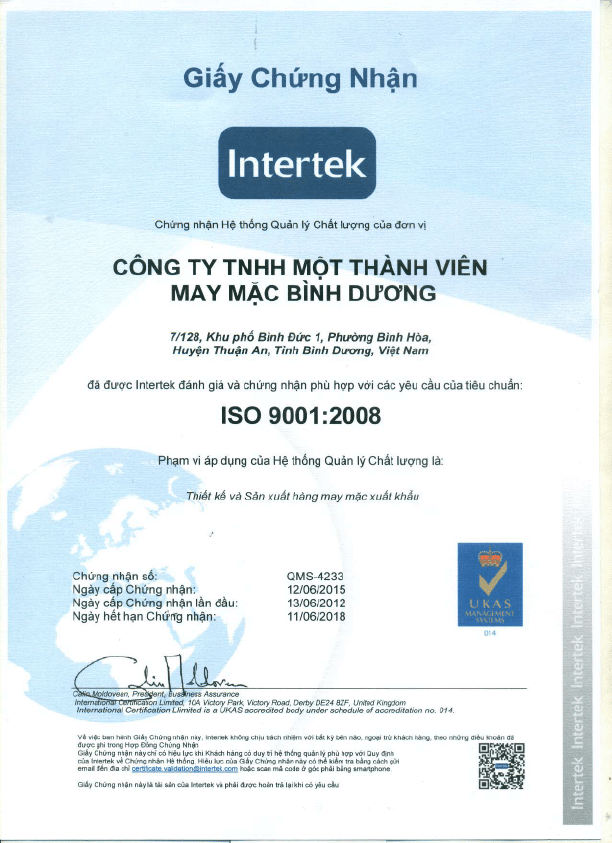 Giấy Chứng Nhận
Intertek
Chứng nhận Hệ thống Quản lý Chất lượng của đơn vị
CÔNG TY TNHH MỘT THÀNH VIÊN
MAY MẶC BÌNH DƯƠNG
7/128, Khu phố Bình Đức 1, Phường Bình Hòa,
Huyện Thuận An, Tỉnh Bình Dương, Việt Nam
đã được Intertek đánh giá và chứng nhận phù hợp với các yêu cầu của tiêu chuẩn:
ISO 9001:2008
Phạm vi áp dụng của Hệ thống Quản lý Chất lượng là:
Thiết kế và Sản xuất hàng may mặc xuất khẩu
Chứng nhận số: QMS-4233
Ngày cấp Chứng nhận: 12/06/2015
Ngày cấp Chứng nhận lần đầu: 13/06/2012
Ngày hết hạn Chứng nhận: 11/06/2018
UKAS
MANAGEMENT
SYSTEMS
014
Calin Moldovean, President, Business Assurance
International Certification Limited, 10A Victory Park, Victory Road, Derby DE24 8ZF, United Kingdom
International Certification Limited is a UKAS accredited body under schedule of accreditation no. 014.
Về việc ban hành Giấy Chứng Nhận này, Intertek không chịu trách nhiệm với bất kỳ bên nào, ngoại trừ khách hàng, theo những điều khoản đã
được ghi trong Hợp Đồng Chứng Nhận
Giấy Chứng Nhận này chỉ có hiệu lực khi Khách hàng có duy trì hệ thống quản lý phù hợp với Quy định
của Intertek về Chứng nhận Hệ thống. Hiệu lực của Giấy Chứng Nhận này có thể kiểm tra bằng cách gửi
email đến địa chỉ certificate.validation@intertek.com hoặc scan mã code ở góc phải bằng smartphone.
Giấy Chứng Nhận này là tài sản của Intertek và phải được hoàn trả lại khi có yêu cầu
Intertek Intertek Intertek Intertek Intertek Intertek